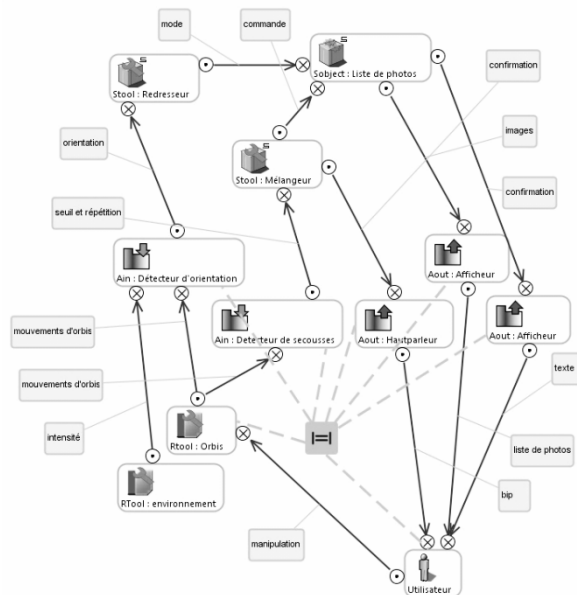 mode
commande
S
Stool : Redresseur
S
Sobject : Liste de photos
confirmation
images
orientation
S
Stool : Mélangeur
confirmation
seuil et répétition
Ain : Détecteur d'orientation
Aout : Afficheur
mouvements d'orbis
Ain : Detecteur de secousses
Aout : Hautparleur
Aout : Afficheur
mouvements d'orbis
texte
intensité
Rtool : Orbis
|=|
liste de photos
RTool : environnement
bip
manipulation
Utilisateur